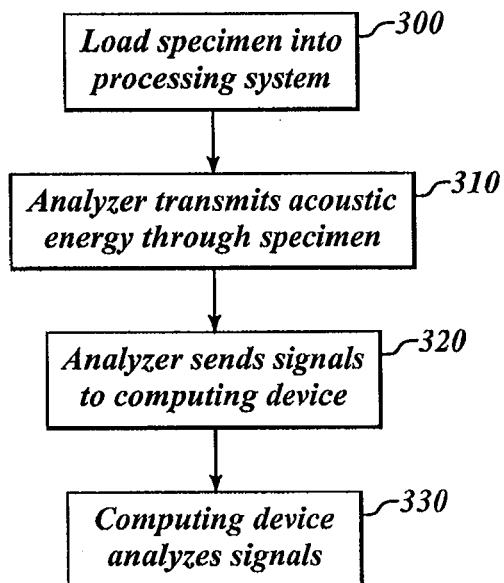 300
Load specimen into
processing system
310
Analyzer transmits acoustic
energy through specimen
320
Analyzer sends signals
to computing device
330
Computing device
analyzes signals